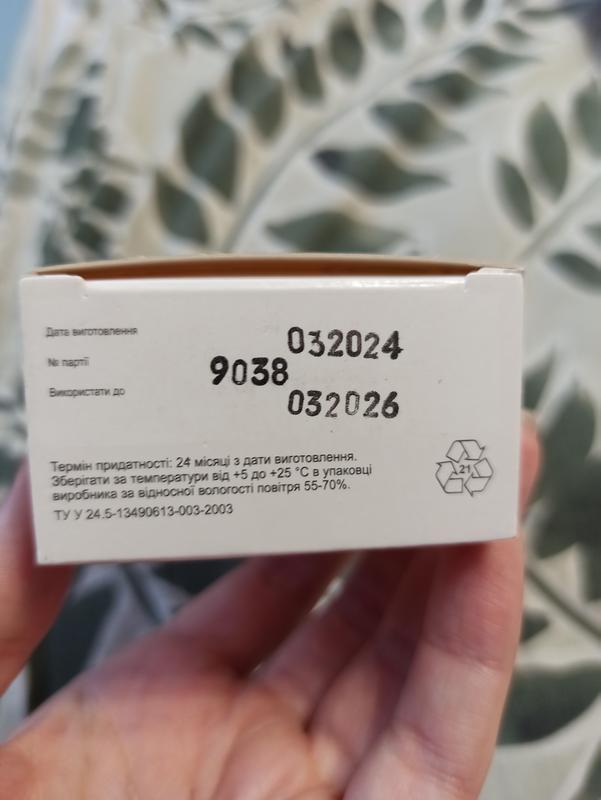 Дата виготовлення 032024
№ партії 9038
Використати до 032026
Термін придатності: 24 місяці з дати виготовлення.
Зберігати за температури від +5 до +25 °С в упаковці
виробника за відносної вологості повітря 55-70%.
ТУ У 24.5-13490613-003-2003
21